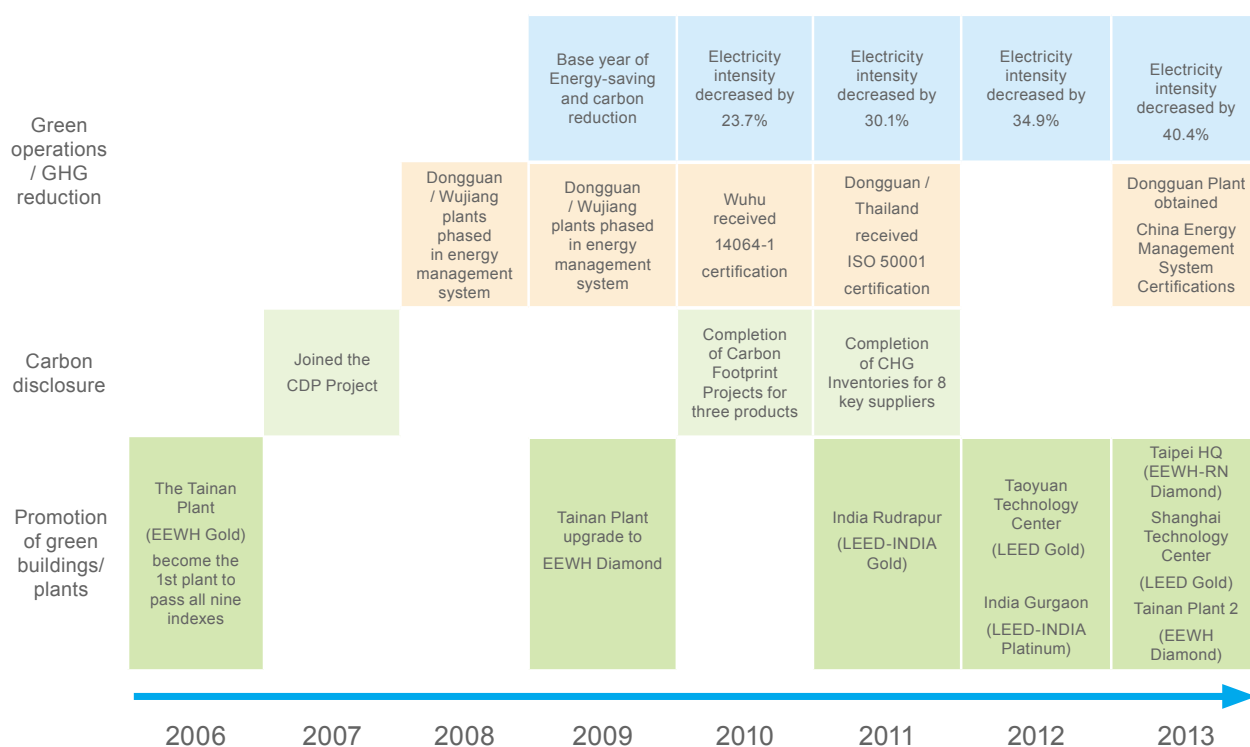 Green
operations
/ GHG
reduction
Base year of
Energy-saving
and carbon
reduction
Electricity
intensity
decreased by
23.7%
Electricity
intensity
decreased by
30.1%
Electricity
intensity
decreased by
34.9%
Electricity
intensity
decreased by
40.4%
Dongguan
/ Wujiang
plants
phased
in energy
management
system
Dongguan
/ Wujiang
plants phased
in energy
management
system
Wuhu
received
14064-1
certification
Dongguan /
Thailand
received
ISO 50001
certification
Dongguan Plant
obtained
China Energy
Management
System
Certifications
Carbon
disclosure
Joined the
CDP Project
Completion
of Carbon
Footprint
Projects for
three products
Completion
of CHG
Inventories for 8
key suppliers
Promotion
of green
buildings/
plants
The Tainan
Plant
(EEWH Gold)
become the
1st plant to
pass all nine
indexes
Tainan Plant
upgrade to
EEWH Diamond
India Rudrapur
(LEED-INDIA
Gold)
Taoyuan
Technology
Center
(LEED Gold)
India Gurgaon
(LEED-INDIA
Platinum)
Taipei HQ
(EEWH-RN
Diamond)
Shanghai
Technology
Center
(LEED Gold)
Tainan Plant 2
(EEWH
Diamond)
2006 2007 2008 2009 2010 2011 2012 2013